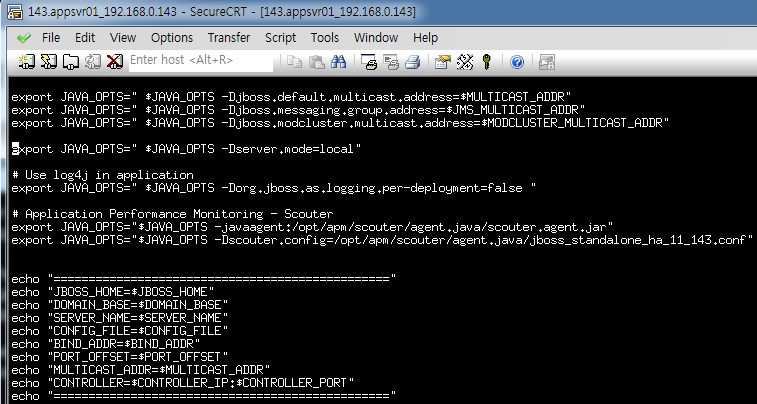 143.appsvr01_192.168.0.143 - SecureCRT - [143.appsvr01_192.168.0.143]
File Edit View Options Transfer Script Tools Window Help
Enter host <Alt+R>
export JAVA_OPTS=" $JAVA_OPTS -Djboss.default.multicast.address=$MULTICAST_ADDR"
export JAVA_OPTS=" $JAVA_OPTS -Djboss.messaging.group.address=$JMS_MULTICAST_ADDR"
export JAVA_OPTS=" $JAVA_OPTS -Djboss.modcluster.multicast.address=$MODCLUSTER_MULTICAST_ADDR"
export JAVA_OPTS=" $JAVA_OPTS -Dserver.mode=local"
# Use log4j in application
export JAVA_OPTS=" $JAVA_OPTS -Dorg.jboss.as.logging.per-deployment=false "
# Application Performance Monitoring - Scouter
export JAVA_OPTS="$JAVA_OPTS -javaagent:/opt/apm/scouter/agent.java/scouter.agent.jar"
export JAVA_OPTS="$JAVA_OPTS -Dscouter.config=/opt/apm/scouter/agent.java/jboss_standalone_ha_11_143.conf"
echo "================================================="
echo "JBOSS_HOME=$JBOSS_HOME"
echo "DOMAIN_BASE=$DOMAIN_BASE"
echo "SERVER_NAME=$SERVER_NAME"
echo "CONFIG_FILE=$CONFIG_FILE"
echo "BIND_ADDR=$BIND_ADDR"
echo "PORT_OFFSET=$PORT_OFFSET"
echo "MULTICAST_ADDR=$MULTICAST_ADDR"
echo "CONTROLLER=$CONTROLLER_IP:$CONTROLLER_PORT"
echo "================================================="